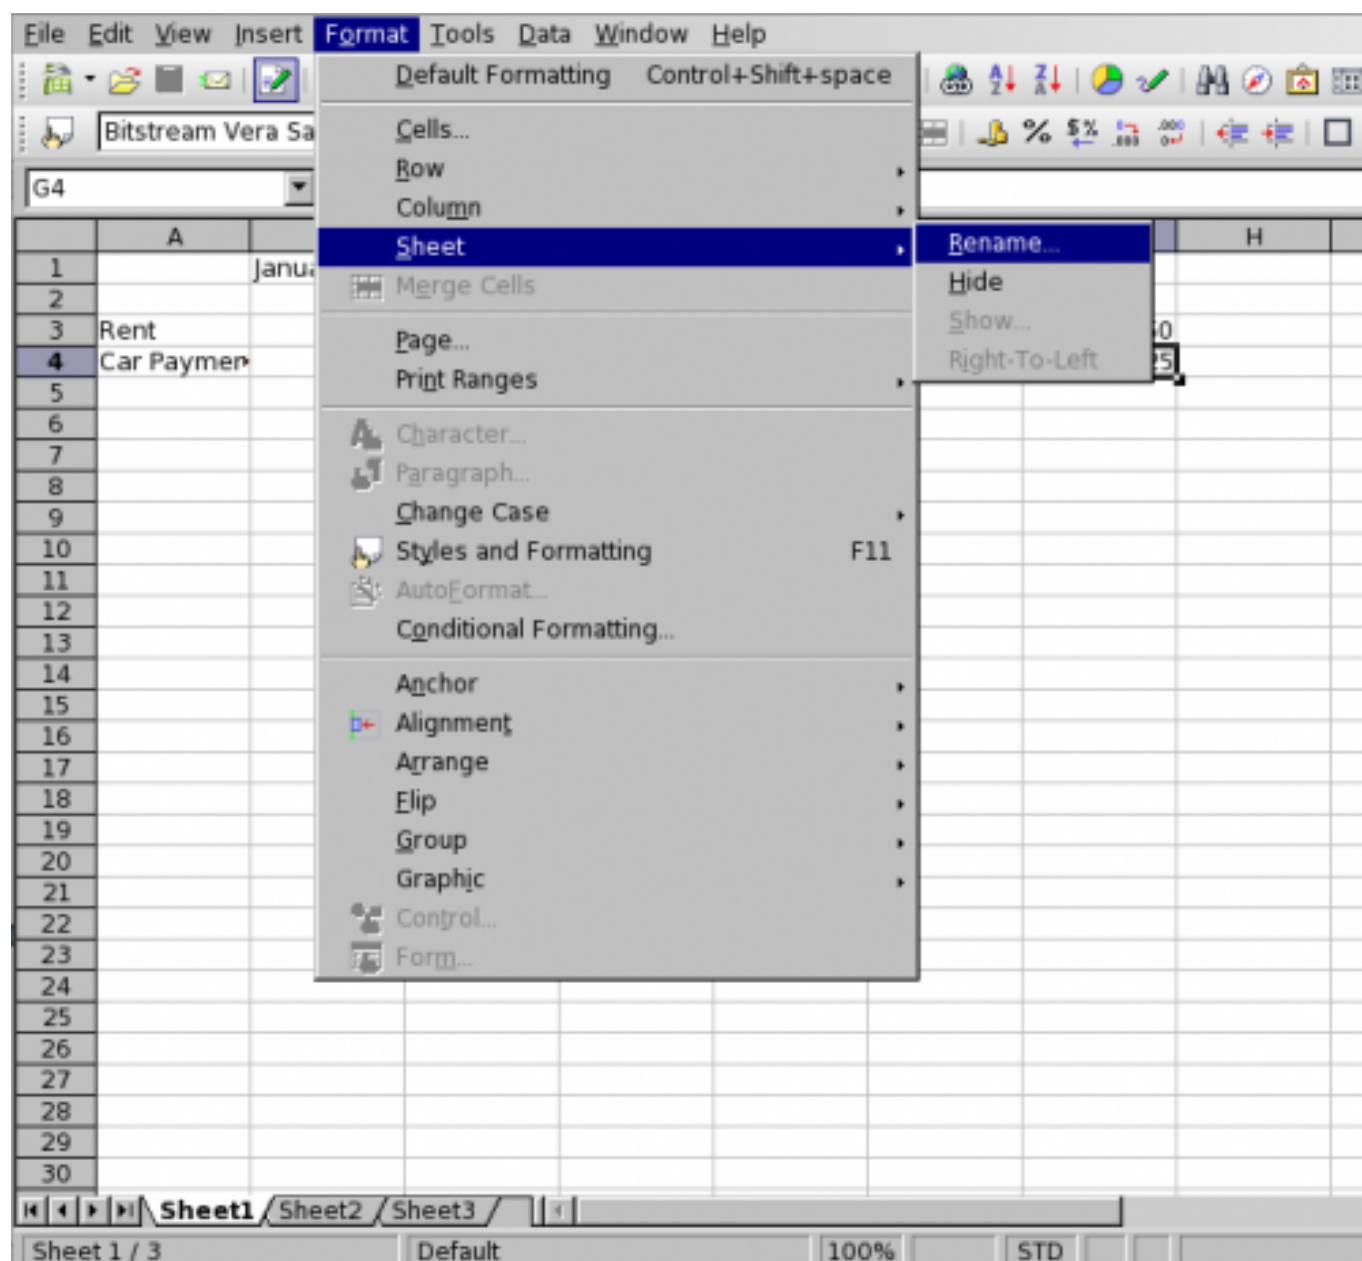 File Edit View Insert Format Tools Data Window Help
Default Formatting Control+Shift+space
Bitstream Vera Sa
Cells...
Row
G4
Column
A H
Sheet
Rename...
1 Janua
Hide
Merge Cells
2
Show...
3 Rent 50
Page...
Right-To-Left
4 Car Paymen 25
Print Ranges
5
6
Character...
7
Paragraph...
8
Change Case
9
10
Styles and Formatting F11
11
AutoFormat...
12
Conditional Formatting...
13
14
Anchor
15
Alignment
16
Arrange
17
18
Flip
19
Group
20
Graphic
21
22
Control...
23
Form...
24
25
26
27
28
29
30
Sheet1 Sheet2 Sheet3
Sheet 1 / 3 Default 100% STD